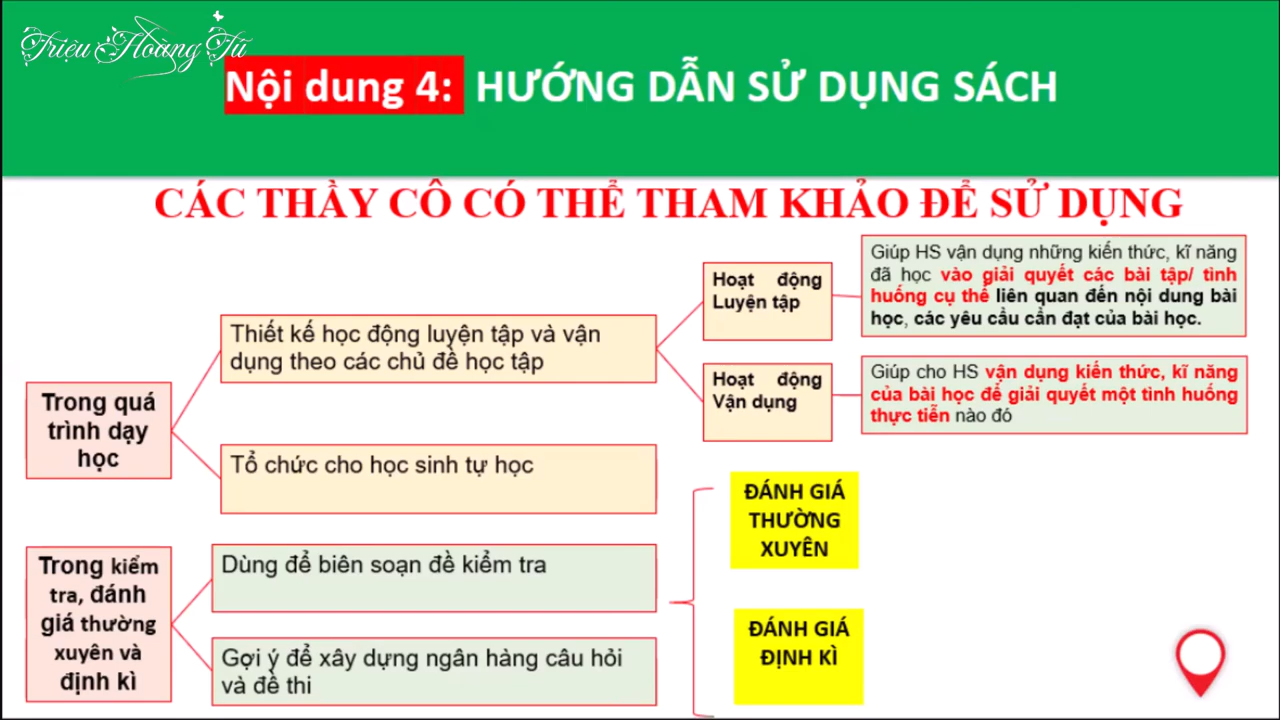 Triệu Hoàng Tú
Nội dung 4: HƯỚNG DẪN SỬ DỤNG SÁCH
CÁC THẦY CÔ CÓ THỂ THAM KHẢO ĐỂ SỬ DỤNG
Trong quá
trình dạy
học
Thiết kế học động luyện tập và vận
dụng theo các chủ đề học tập
Hoạt động
Luyện tập
Giúp HS vận dụng những kiến thức, kĩ năng
đã học vào giải quyết các bài tập/ tình
huống cụ thể liên quan đến nội dung bài
học, các yêu cầu cần đạt của bài học.
Hoạt động
Vận dụng
Giúp cho HS vận dụng kiến thức, kĩ năng
của bài học để giải quyết một tình huống
thực tiễn nào đó
Tổ chức cho học sinh tự học
Trong kiểm
tra, đánh
giá thường
xuyên và
định kì
Dùng để biên soạn đề kiểm tra
Gợi ý để xây dựng ngân hàng câu hỏi
và đề thi
ĐÁNH GIÁ
THƯỜNG
XUYÊN
ĐÁNH GIÁ
ĐỊNH KÌ